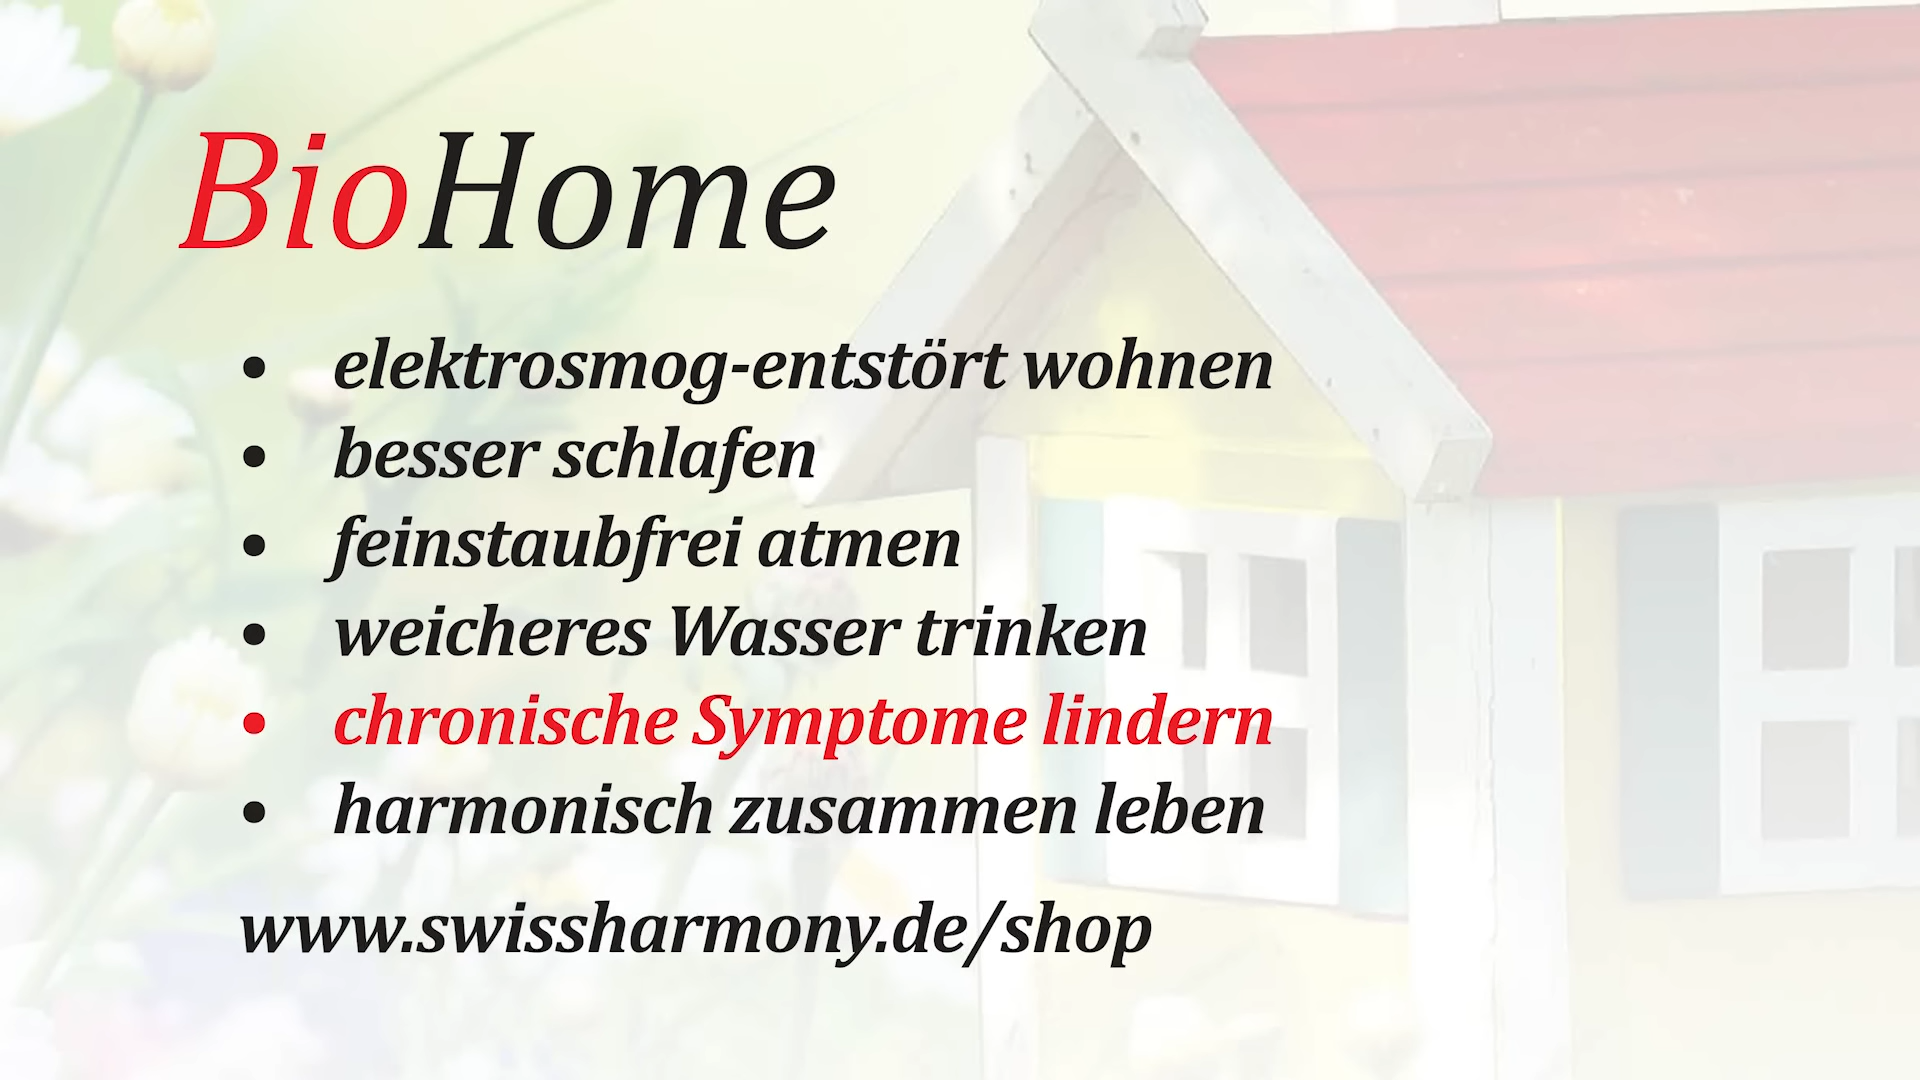 BioHome
• elektrosmog-entstört wohnen
• besser schlafen
• feinstaubfrei atmen
• weicheres Wasser trinken
• chronische Symptome lindern
• harmonisch zusammen leben
www.swissharmony.de/shop